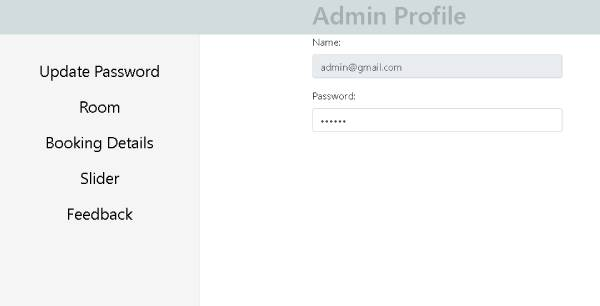 Admin Profile
Name:
admin@gmail.com
Password:
••••••
Update Password
Room
Booking Details
Slider
Feedback